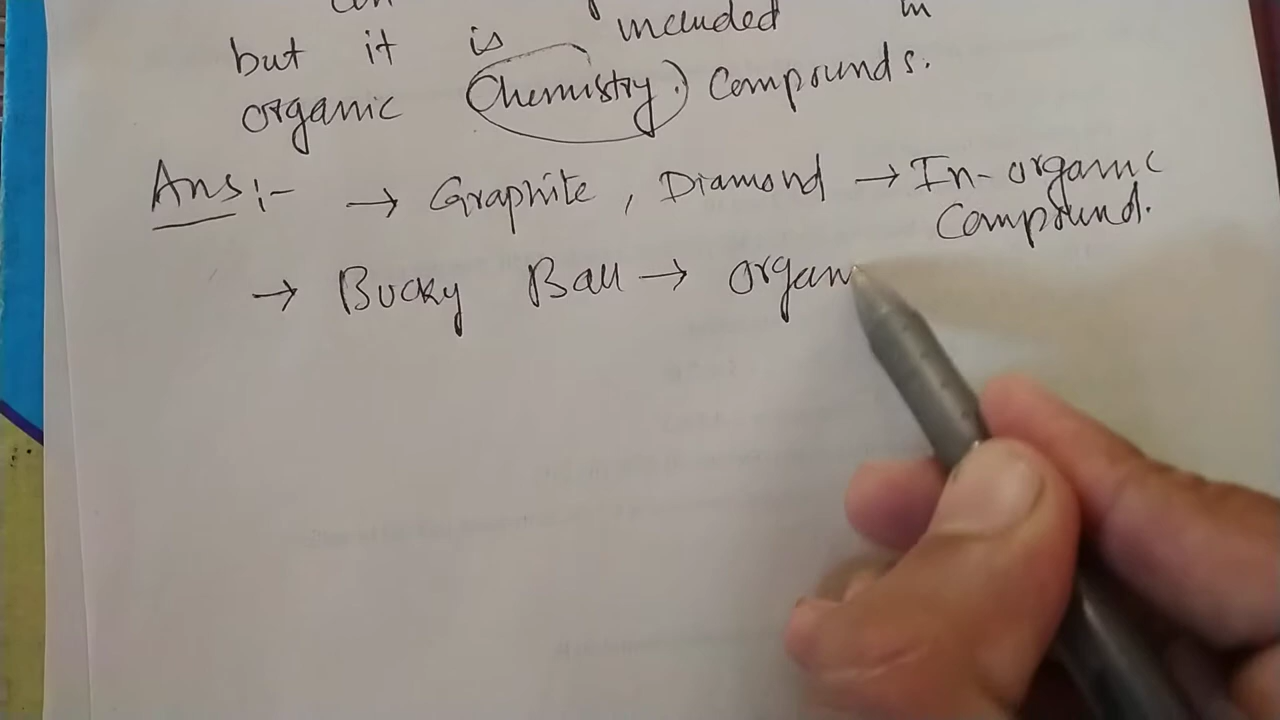 but it is included in
organic Chemistry. Compounds.
Ans:- → Graphite, Diamond → In-organic
Compound.
→ Bucky Ball → organ